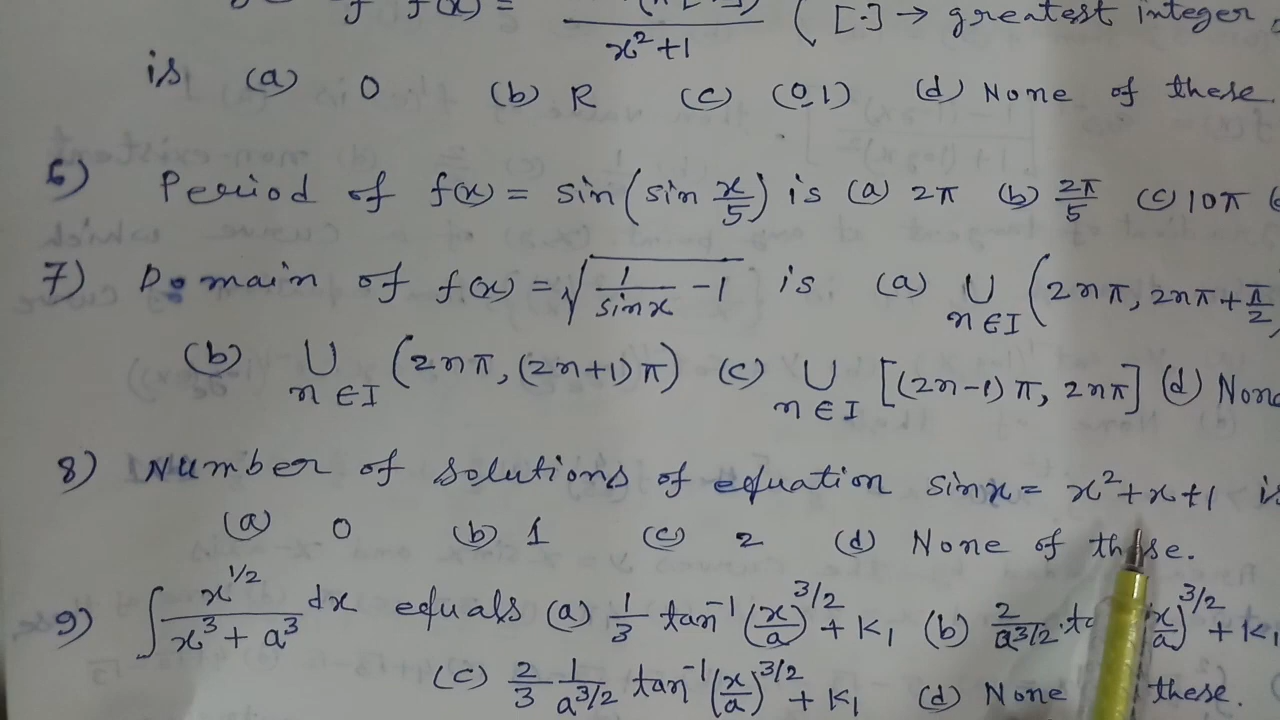 f f(x) =
x²+1 ( [·] → greatest integer
is (a) 0 (b) R (c) (0,1) (d) None of these.
6) Period of f(x) = sin(sin x/5) is (a) 2π (b) 2π/5 (c) 10π
7) Domain of f(x) = √(1/sinx - 1) is (a) ∪ n∈I (2nπ, 2nπ + π/2
(b) ∪ n∈I (2nπ, (2n+1)π) (c) ∪ n∈I [(2n-1)π, 2nπ] (d) None
8) Number of solutions of equation sinx = x²+x+1 is
(a) 0 (b) 1 (c) 2 (d) None of these.
9) ∫ x^1/2 / x³+a³ dx equals (a) 1/3 tan⁻¹(x/a)^3/2 + K₁ (b) 2/a^3/2 · x/a)^3/2 + K₁
(c) 2/3 1/a^3/2 tan⁻¹(x/a)^3/2 + K₁ (d) None these.